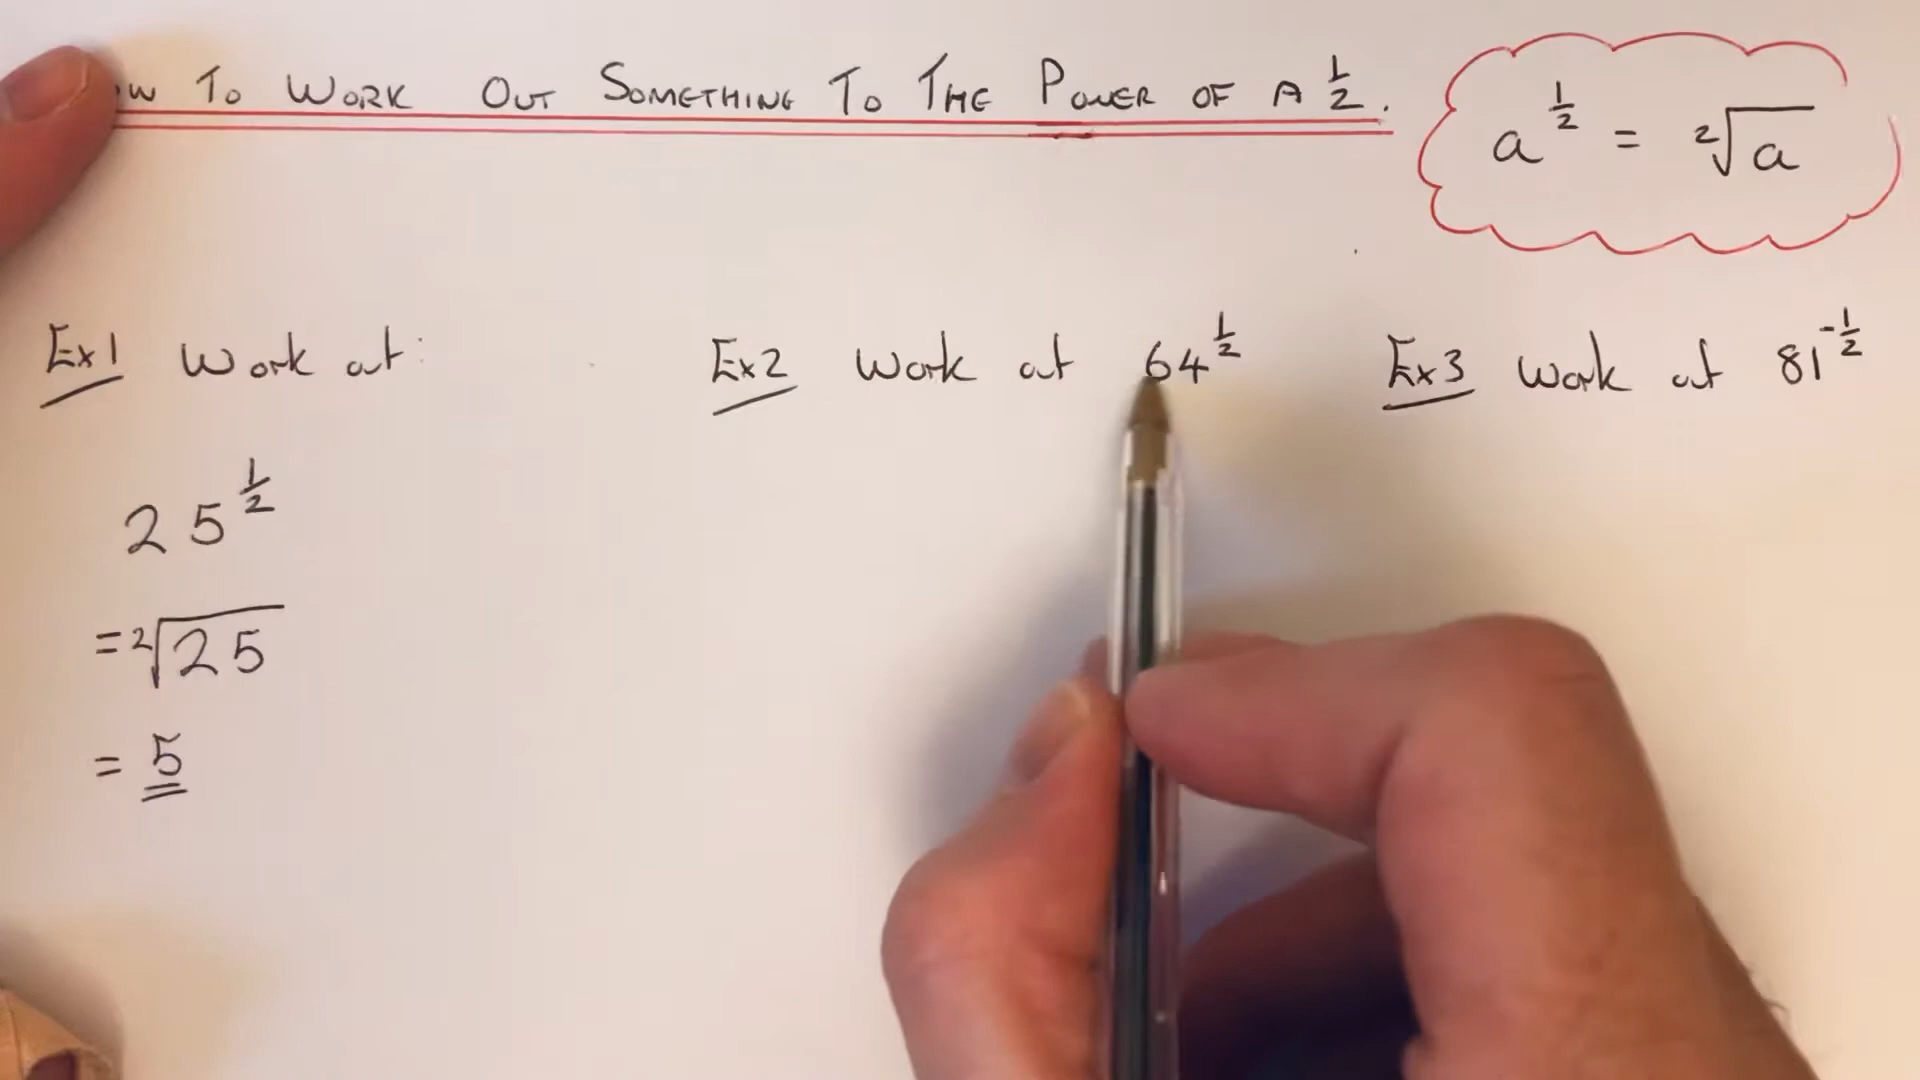 ow To Work Out Something To The Power of A 1/2.
a^1/2 = ²√a
Ex1 Work out:
25^1/2
= ²√25
= 5
Ex2 Work out 64^1/2
Ex3 Work out 81^-1/2